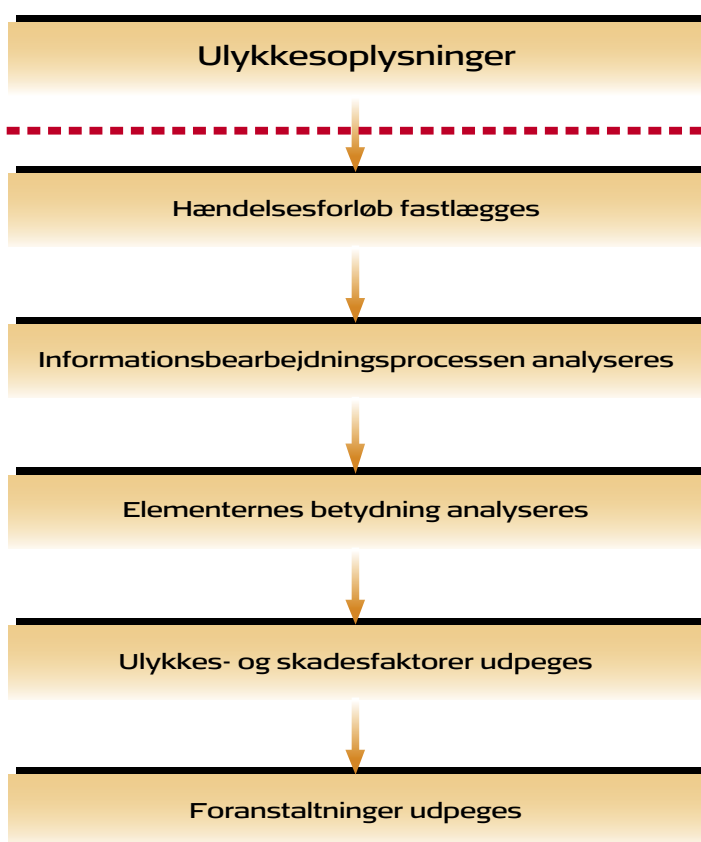 Ulykkesoplysninger
Hændelsesforløb fastlægges
Informationsbearbejdningsprocessen analyseres
Elementernes betydning analyseres
Ulykkes- og skadesfaktorer udpeges
Foranstaltninger udpeges